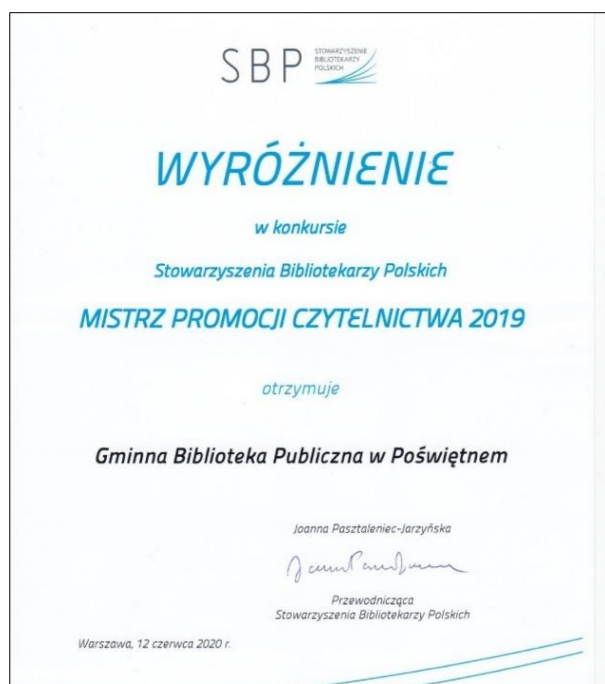 SBP
STOWARZYSZENIE
BIBLIOTEKARZY
POLSKICH
WYRÓŻNIENIE
w konkursie
Stowarzyszenia Bibliotekarzy Polskich
MISTRZ PROMOCJI CZYTELNICTWA 2019
otrzymuje
Gminna Biblioteka Publiczna w Poświętnem
Joanna Pasztaleniec-Jarzyńska
Przewodnicząca
Stowarzyszenia Bibliotekarzy Polskich
Warszawa, 12 czerwca 2020 r.